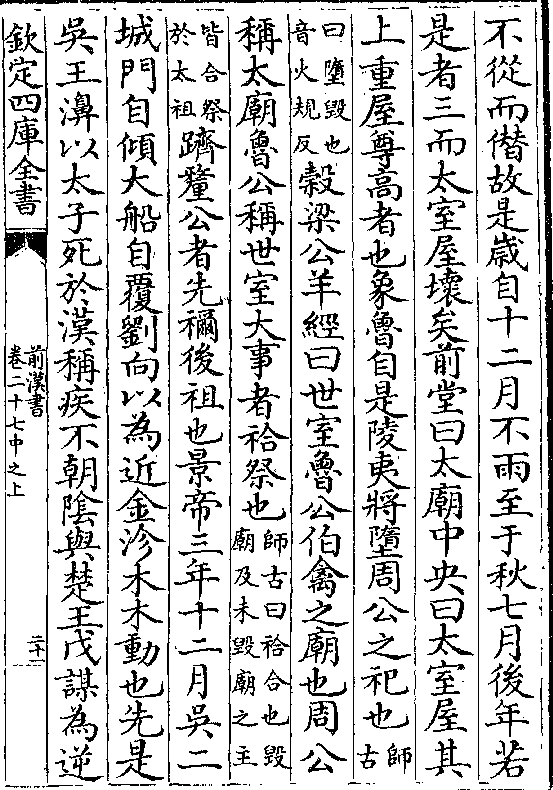 不從而僣故是歳自十二月不雨至于秋七月後年若
是者三而太室屋壊矣前堂曰太廟中央曰太室屋其
上重屋尊高者也象魯自是陵夷將墮周公之祀也師古
曰墮毀也音火規反穀梁公羊經曰世室魯公伯禽之廟也周公
稱太廟魯公稱世室大事者祫祭也師古曰祫合也毀廟及未毀廟之主
皆合祭於太祖躋釐公者先禰後祖也景帝三年十二月吳二
城門自傾大船自覆劉向以為近金沴木木動也先是
吳王濞以太子死於漢稱疾不朝陰與楚王戊謀為逆
欽定四庫全書
前漢書
卷二十七中之上
二十一